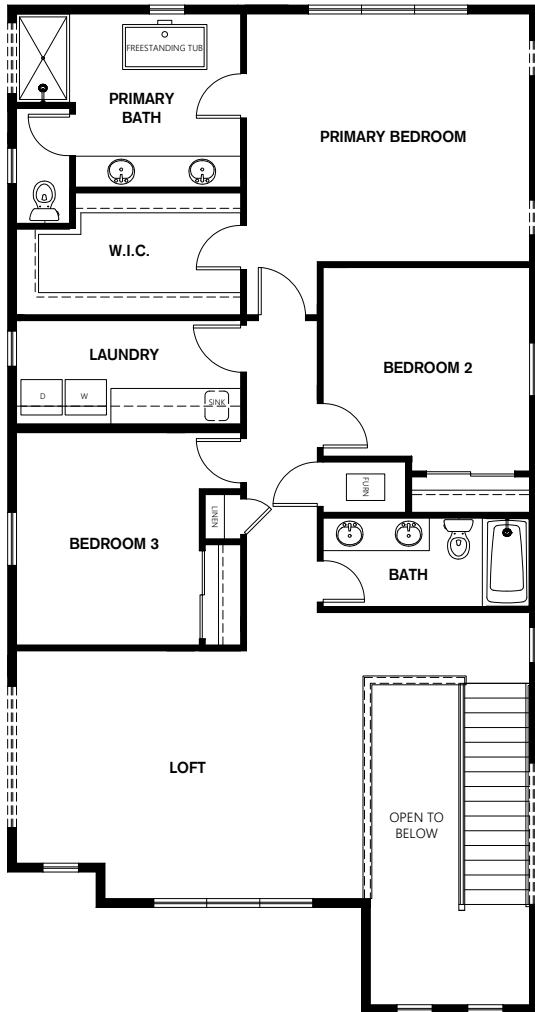 FREESTANDING TUB
PRIMARY
BATH
PRIMARY BEDROOM
W.I.C.
LAUNDRY
BEDROOM 2
D
W
SINK
FURN
LINEN
BEDROOM 3
BATH
LOFT
OPEN TO
BELOW